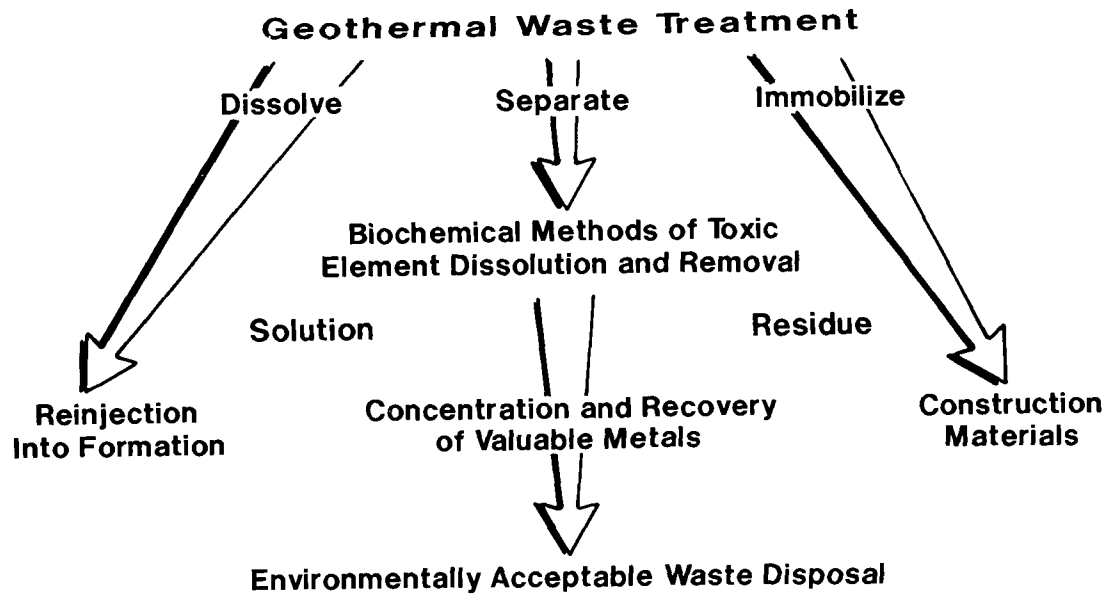 Geothermal Waste Treatment
Dissolve
Separate
Immobilize
Biochemical Methods of Toxic
Element Dissolution and Removal
Solution
Residue
Reinjection
Into Formation
Concentration and Recovery
of Valuable Metals
Construction
Materials
Environmentally Acceptable Waste Disposal